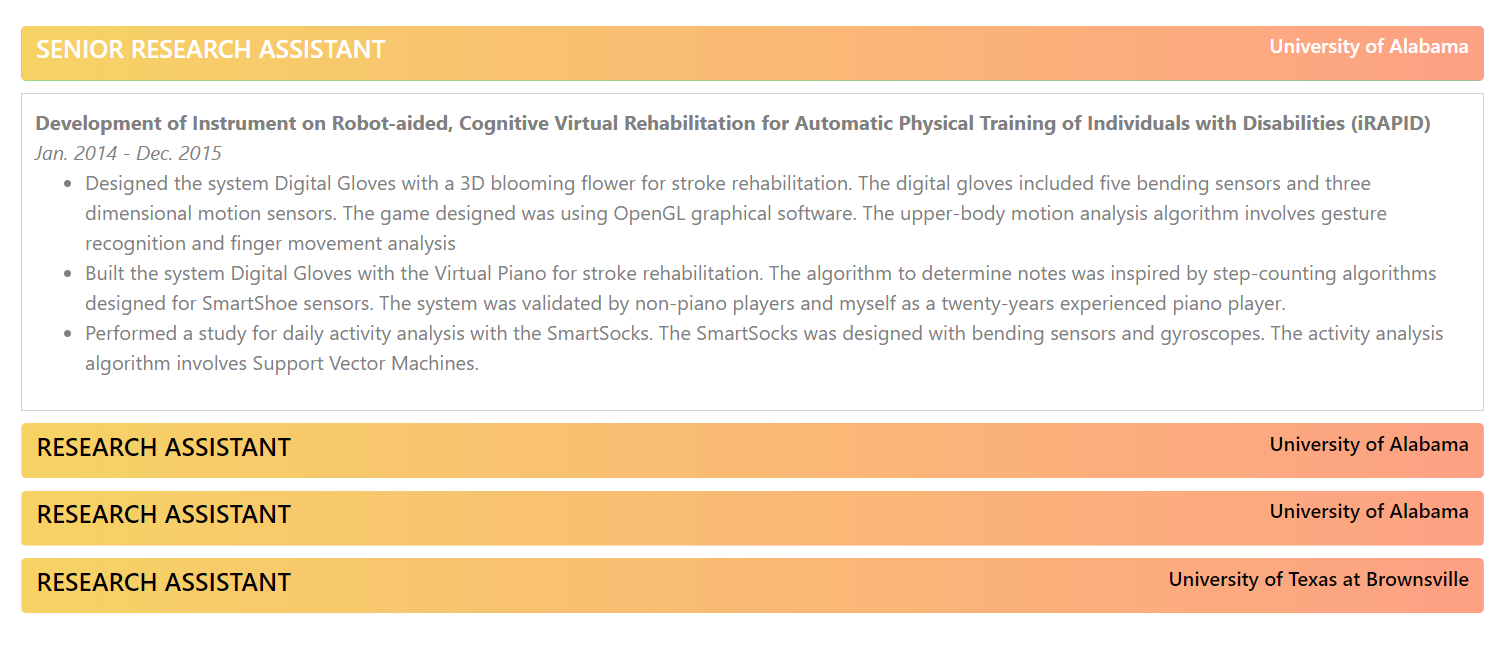 SENIOR RESEARCH ASSISTANT University of Alabama
Development of Instrument on Robot-aided, Cognitive Virtual Rehabilitation for Automatic Physical Training of Individuals with Disabilities (iRAPID)
Jan. 2014 - Dec. 2015
• Designed the system Digital Gloves with a 3D blooming flower for stroke rehabilitation. The digital gloves included five bending sensors and three
dimensional motion sensors. The game designed was using OpenGL graphical software. The upper-body motion analysis algorithm involves gesture
recognition and finger movement analysis
• Built the system Digital Gloves with the Virtual Piano for stroke rehabilitation. The algorithm to determine notes was inspired by step-counting algorithms
designed for SmartShoe sensors. The system was validated by non-piano players and myself as a twenty-years experienced piano player.
• Performed a study for daily activity analysis with the SmartSocks. The SmartSocks was designed with bending sensors and gyroscopes. The activity analysis
algorithm involves Support Vector Machines.
RESEARCH ASSISTANT University of Alabama
RESEARCH ASSISTANT University of Alabama
RESEARCH ASSISTANT University of Texas at Brownsville